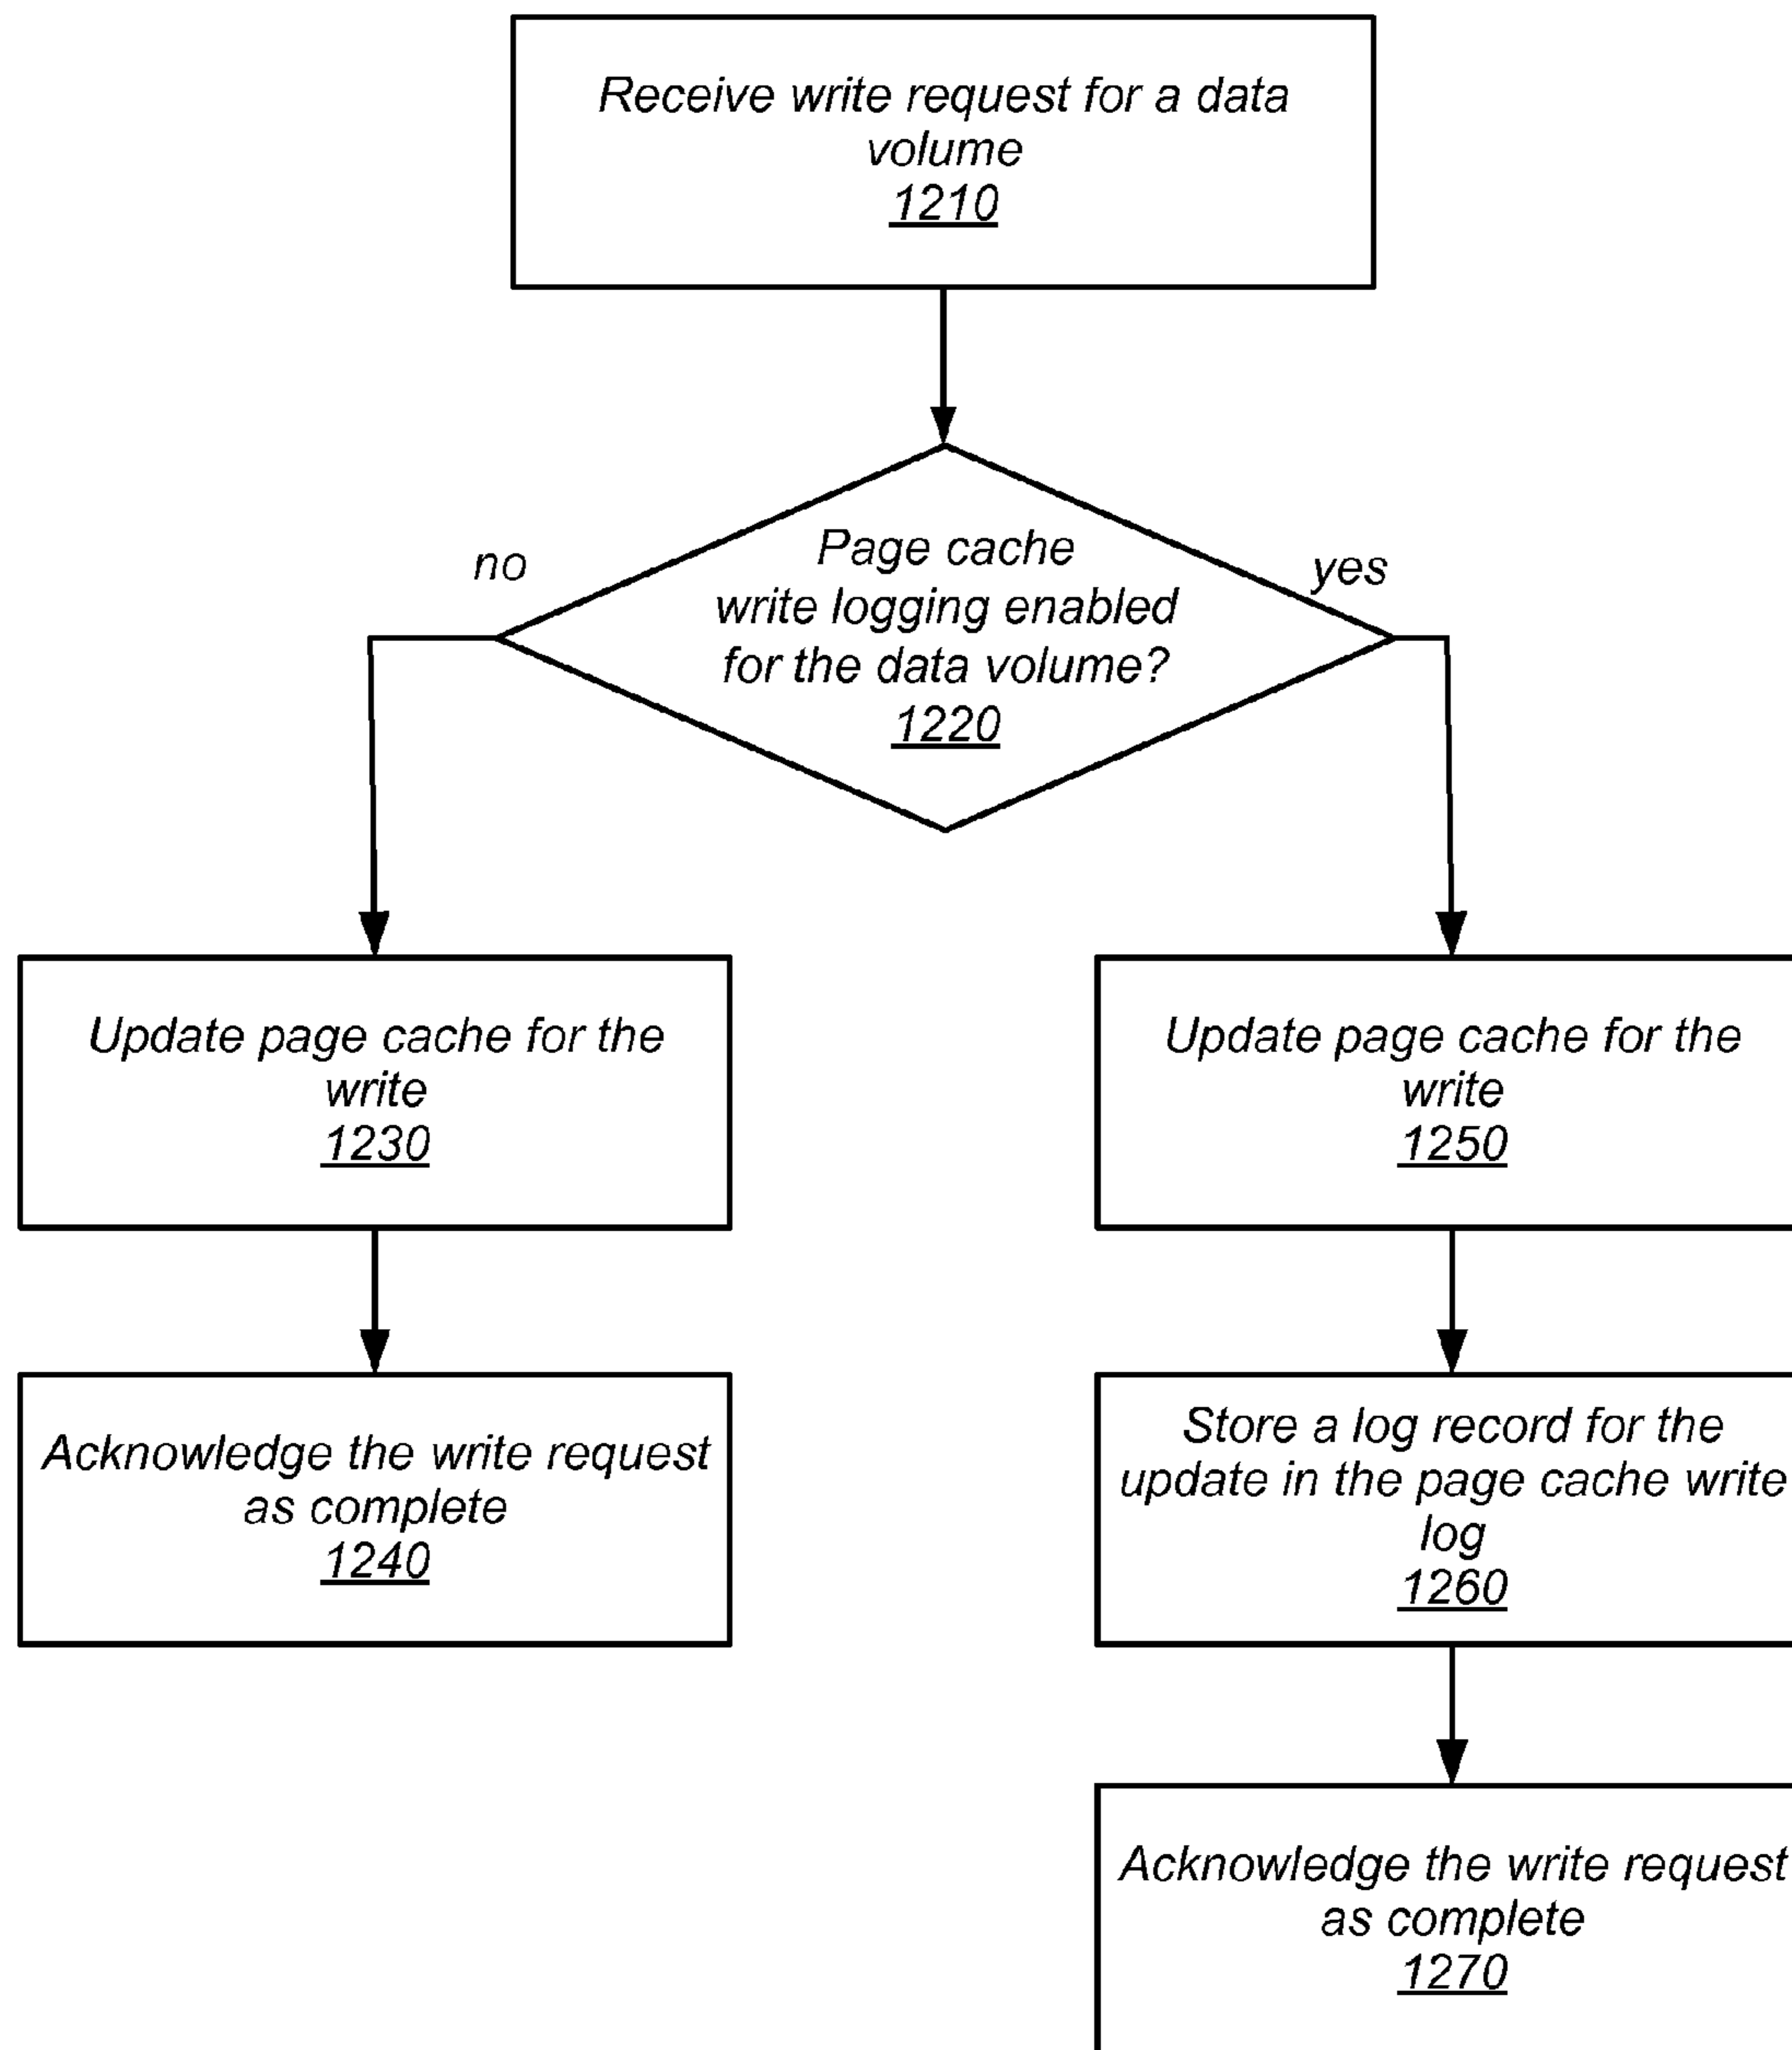 Receive write request for a data
volume
1210
no
yes
Page cache
write logging enabled
for the data volume?
1220
Update page cache for the
write
1230
Update page cache for the
write
1250
Acknowledge the write request
as complete
1240
Store a log record for the
update in the page cache write
log
1260
Acknowledge the write request
as complete
1270